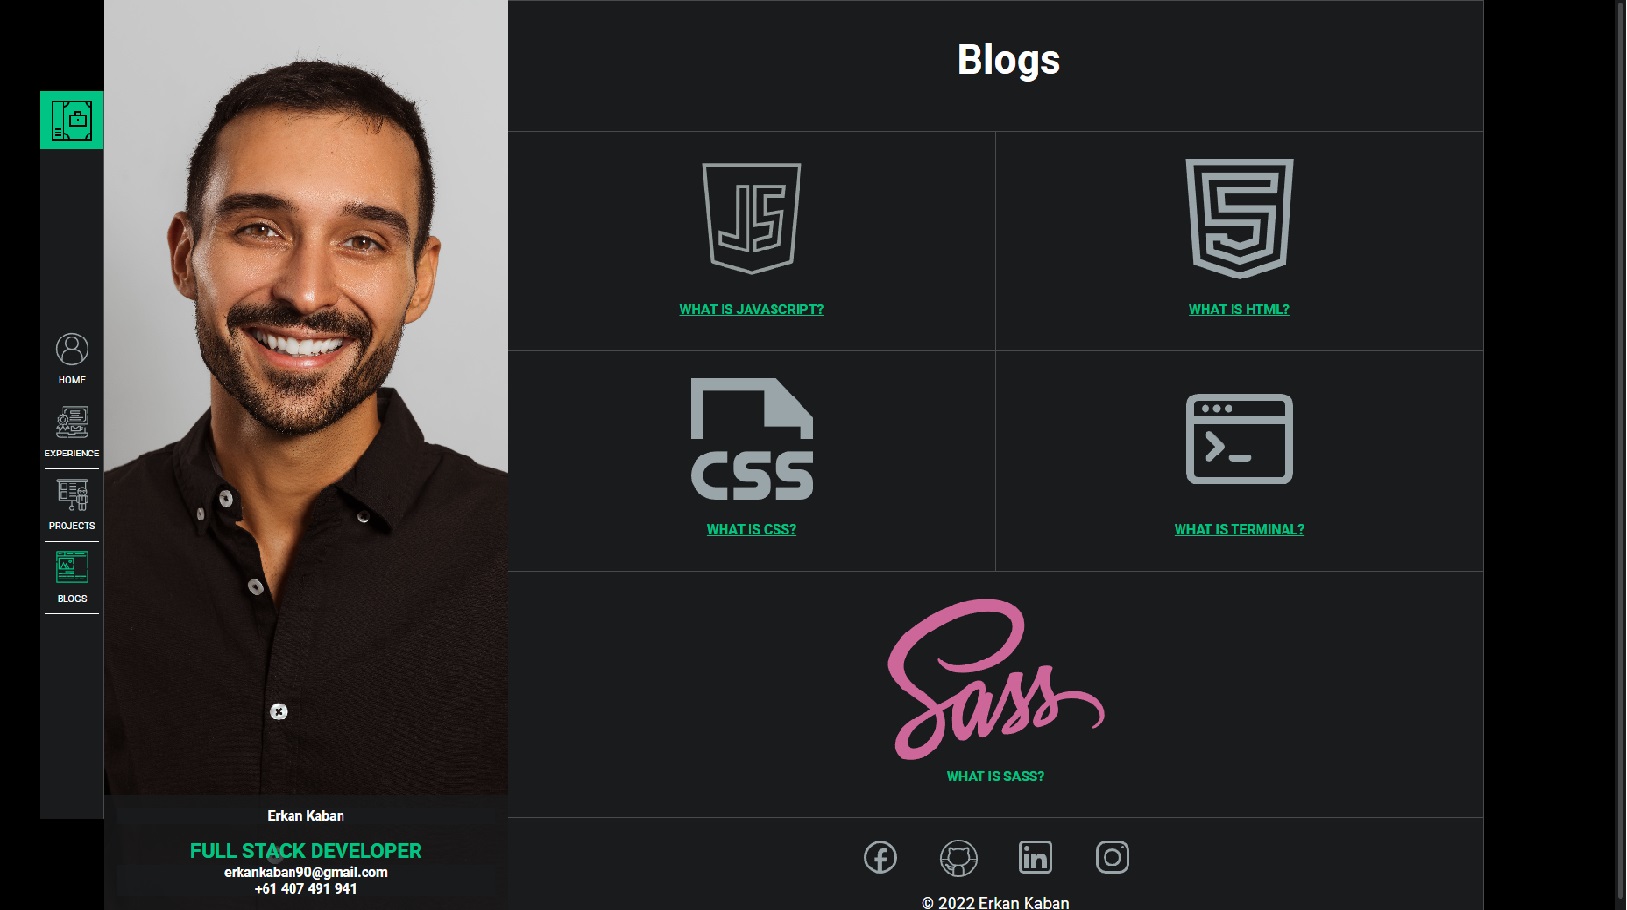 HOME
EXPERIENCE
PROJECTS
BLOGS
Erkan Kaban
FULL STACK DEVELOPER
erkankaban90@gmail.com
+61 407 491 941
Blogs
JS
WHAT IS JAVASCRIPT?
5
WHAT IS HTML?
CSS
WHAT IS CSS?
>_
WHAT IS TERMINAL?
Sass
WHAT IS SASS?
f
in
© 2022 Erkan Kaban